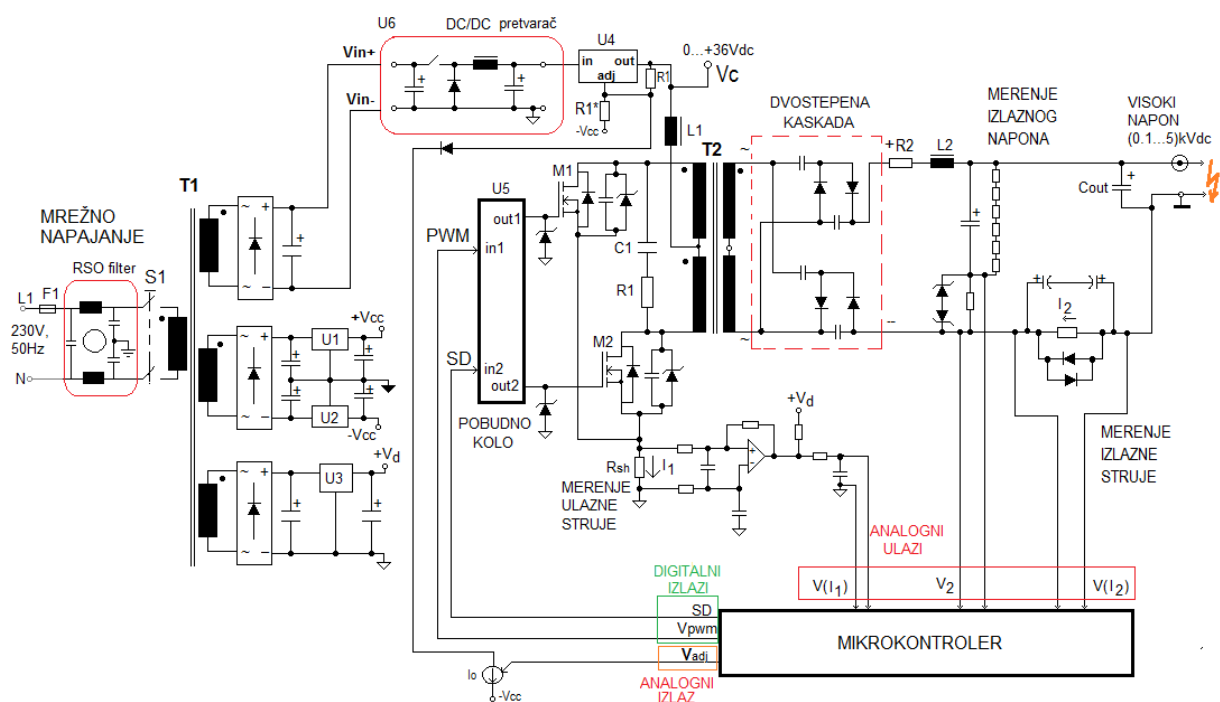 U6
DC/DC pretvarač
Vin+
Vin-
U4
in
out
adj
R1
R1*
-Vcc
0...+36Vdc
Vc
L1
T2
DVOSTEPENA
KASKADA
~
~
+R2
--
L2
MERENJE
IZLAZNOG
NAPONA
VISOKI
NAPON
(0.1...5)kVdc
Cout
+
+
+
+
I2
MERENJE
IZLAZNE
STRUJE
T1
MREŽNO
NAPAJANJE
RSO filter
S1
L1
F1
230V,
50Hz
N
~ +
~ −
+
~ +
~ −
U1
U2
+Vcc
-Vcc
+
+
+
+
~ +
~ −
U3
+Vd
+
+
+
+
U5
out1
in1
in2
out2
PWM
SD
POBUDNO
KOLO
M1
M2
C1
R1
Rsh
I1
MERENJE
ULAZNE
STRUJE
+
−
+Vd
ANALOGNI
ULAZI
V(I1)
V2
V(I2)
DIGITALNI
IZLAZI
SD
Vpwm
Vadj
ANALOGNI
IZLAZ
Io
-Vcc
MIKROKONTROLER